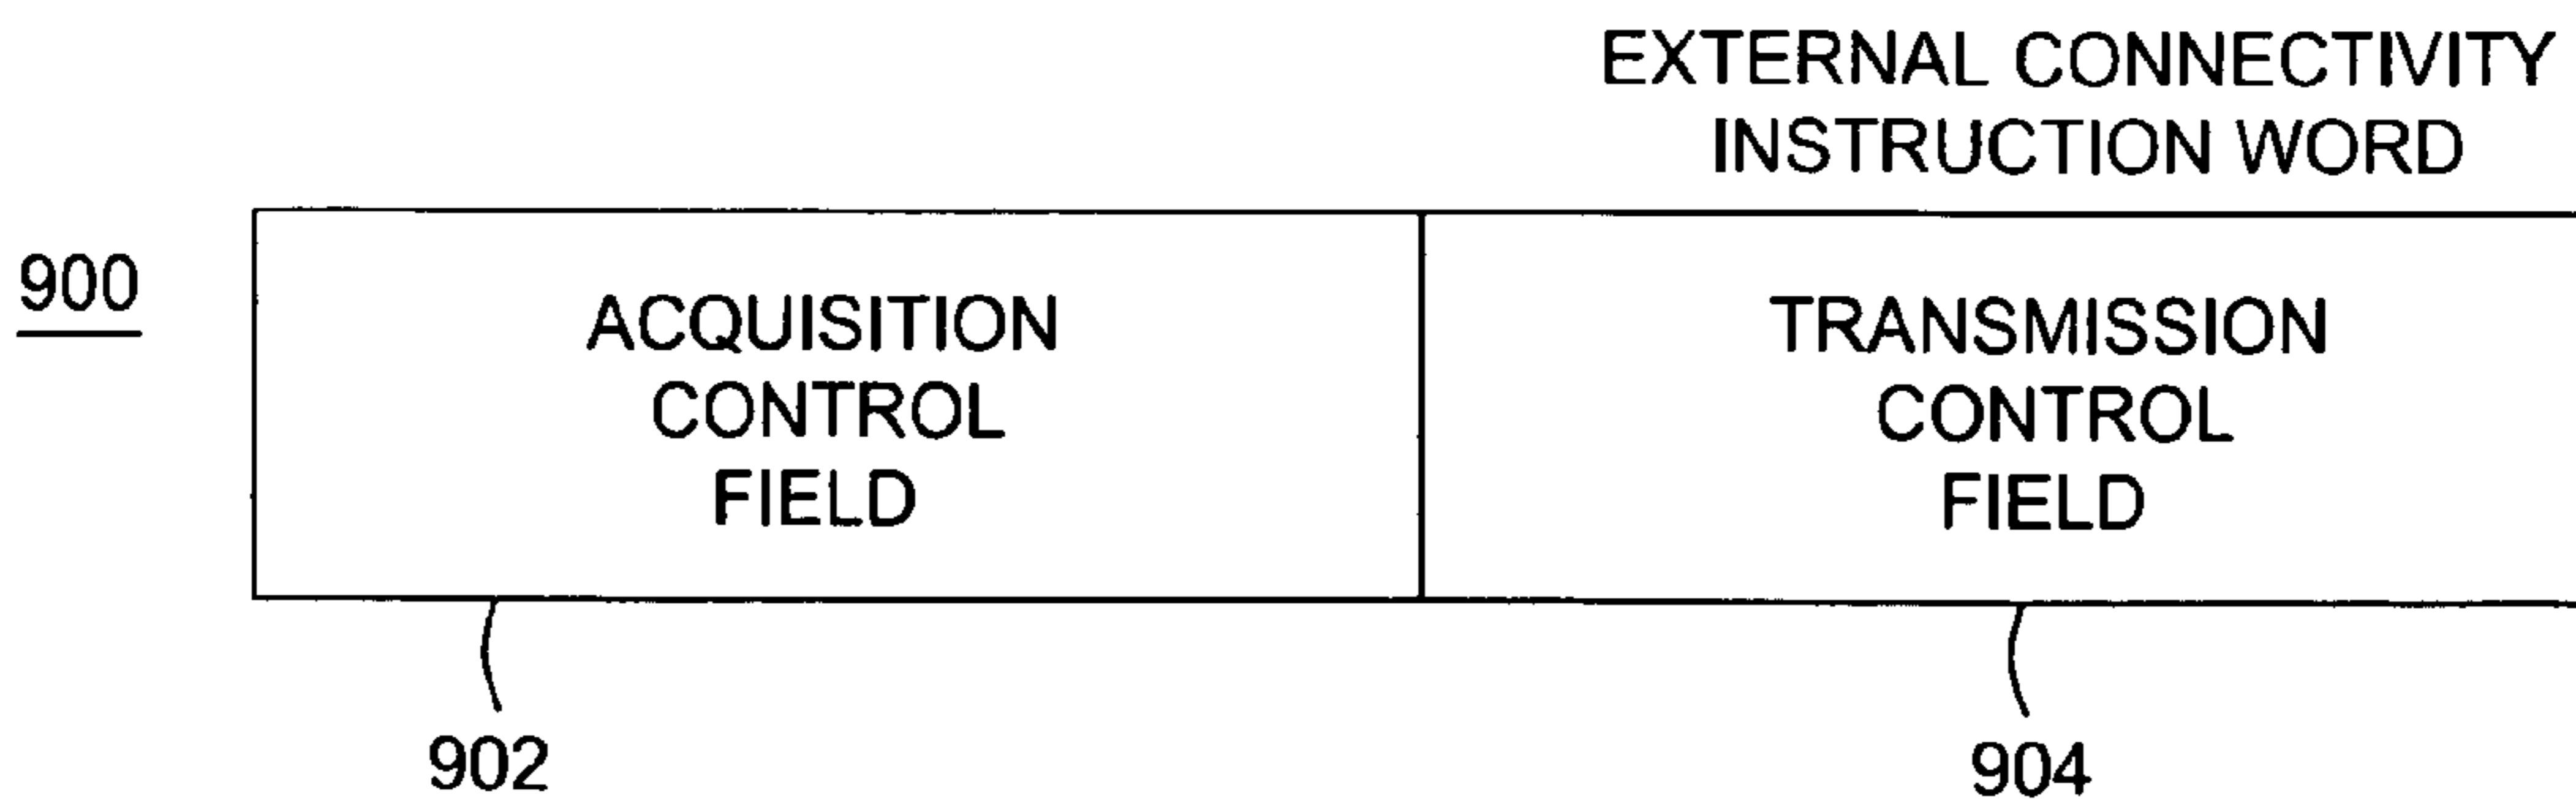 EXTERNAL CONNECTIVITY
INSTRUCTION WORD
900
ACQUISITION
CONTROL
FIELD
TRANSMISSION
CONTROL
FIELD
902
904